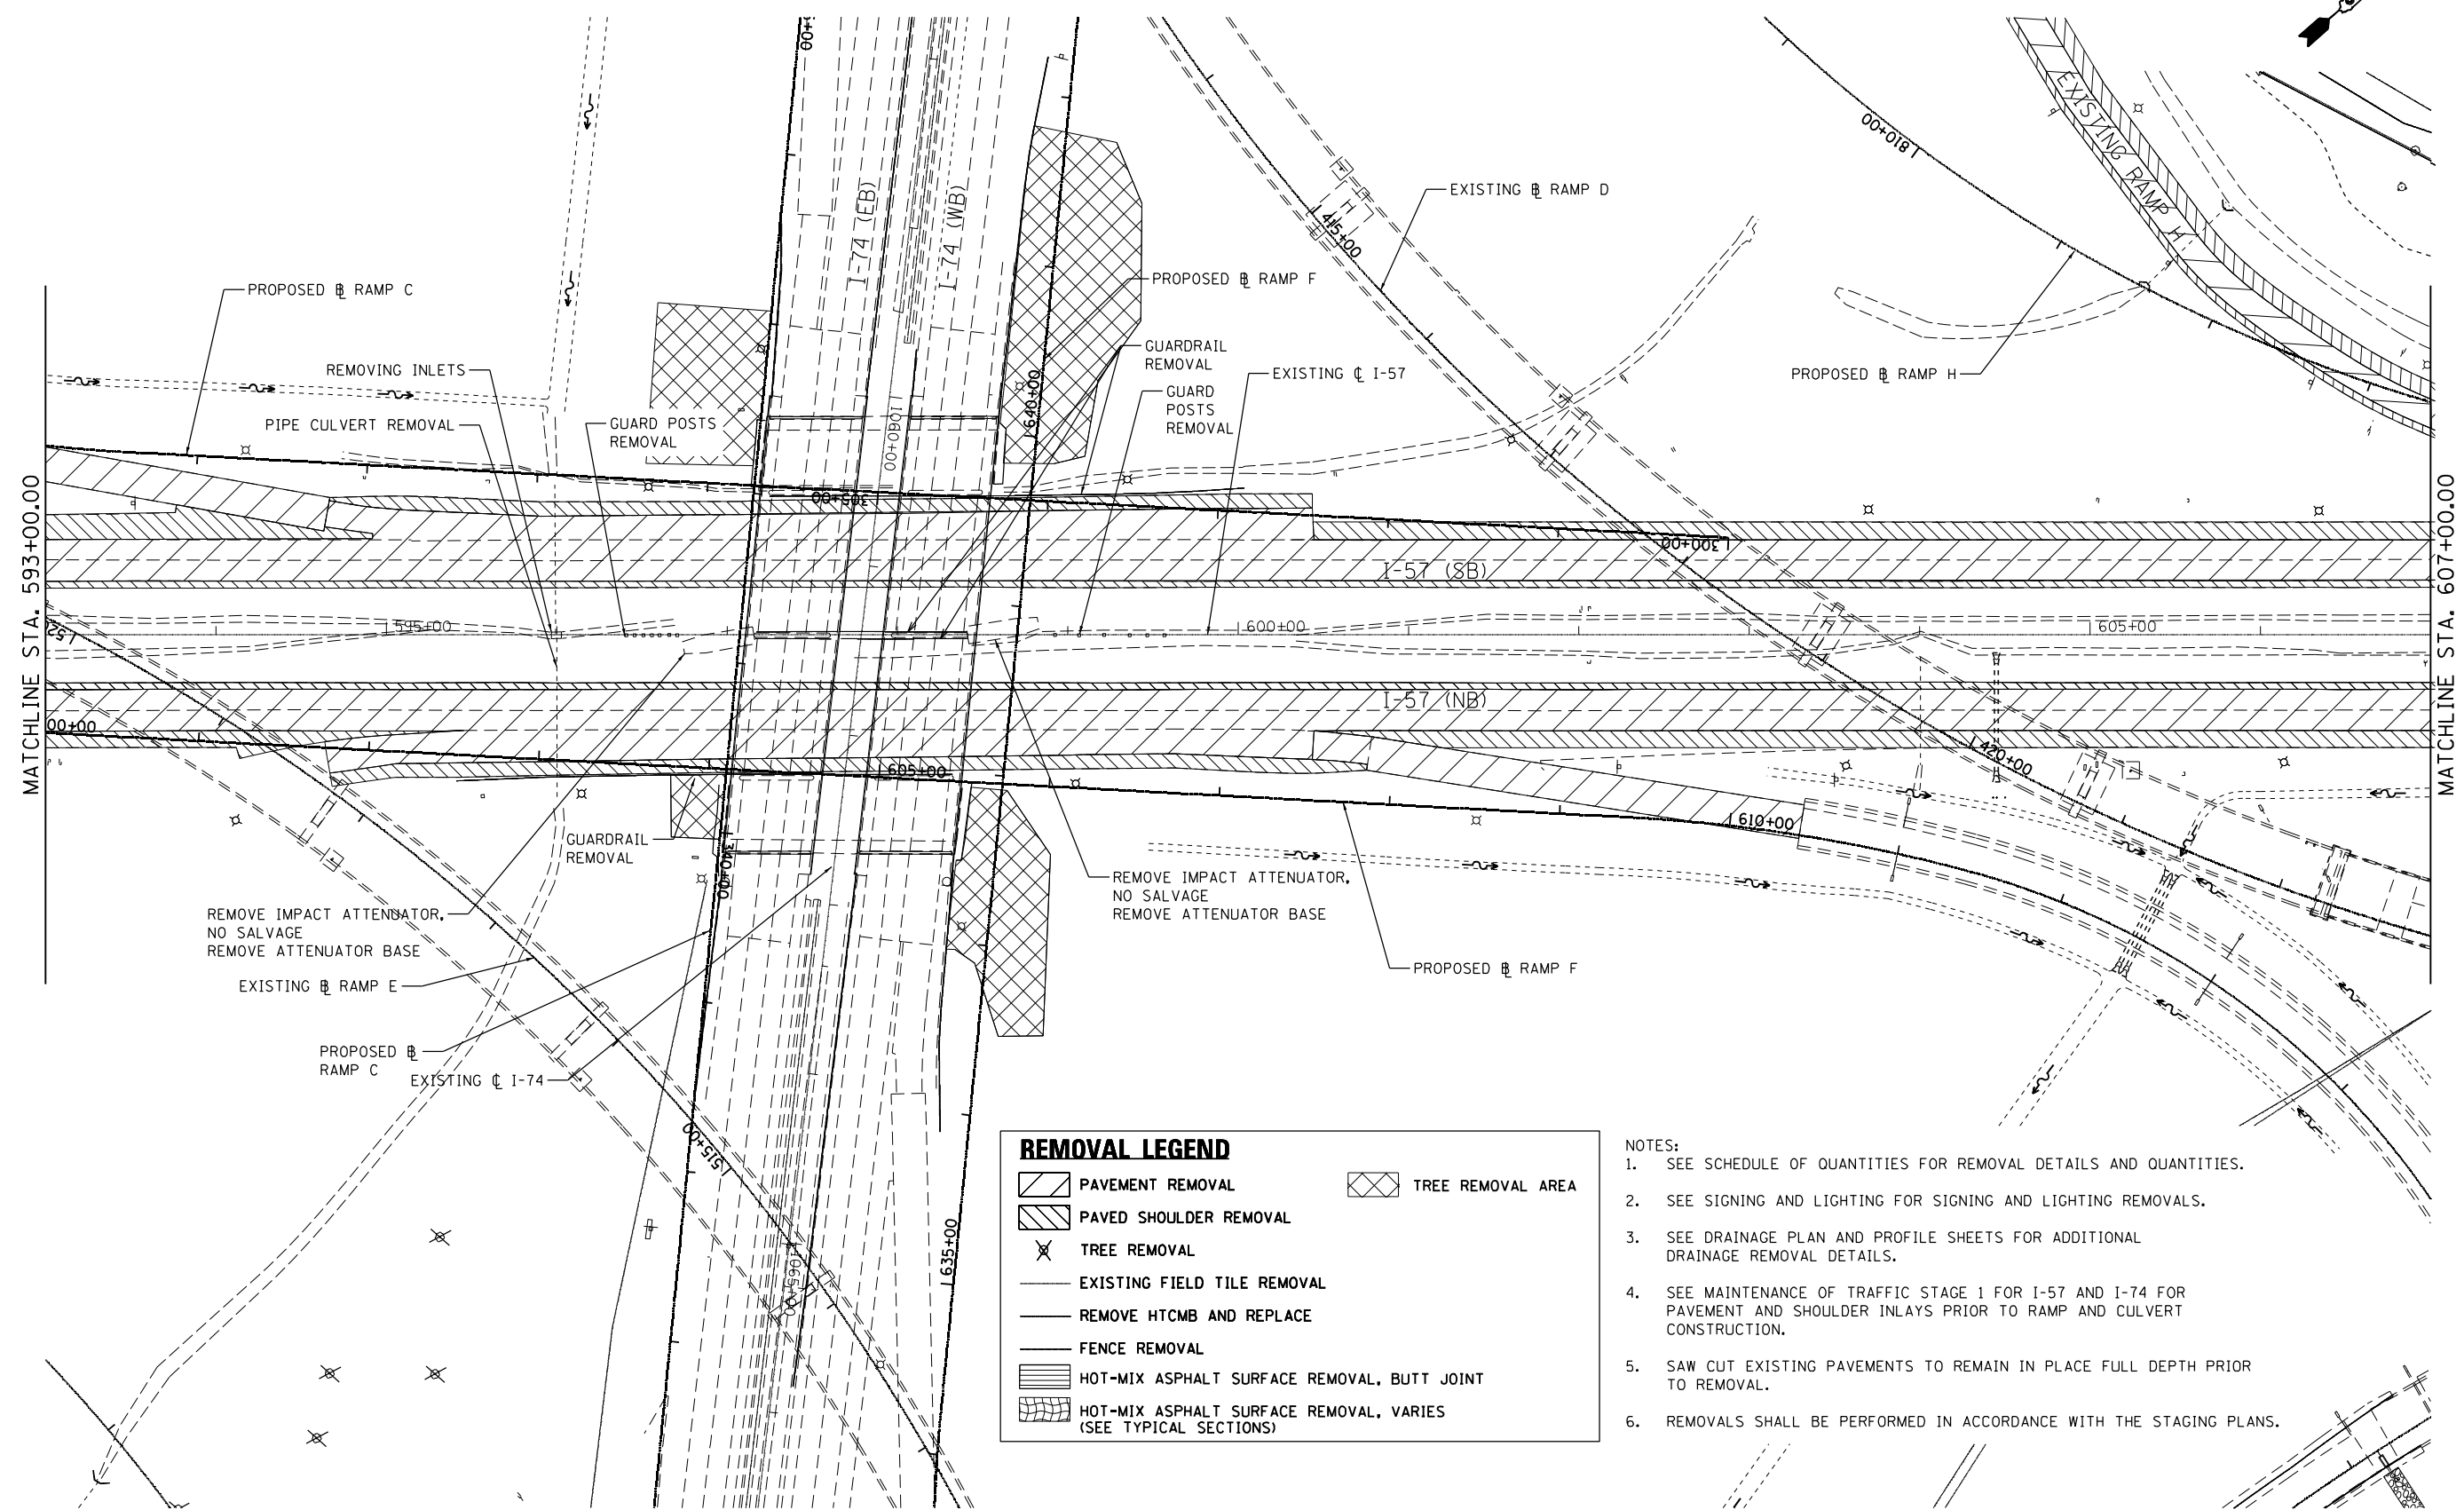 00+
EXISTING RAMP H
810+00
I-74 (EB)
I-74 (WB)
415+00
EXISTING ℄ RAMP D
PROPOSED ℄ RAMP C
PROPOSED ℄ RAMP F
GUARDRAIL
REMOVAL
REMOVING INLETS
EXISTING ℄ I-57
PROPOSED ℄ RAMP H
GUARD
POSTS
REMOVAL
640+00
GUARD POSTS
REMOVAL
PIPE CULVERT REMOVAL
1060+00
305+00
300+00
MATCHLINE STA. 593+00.00
MATCHLINE STA. 607+00.00
I-57 (SB)
595+00
600+00
605+00
520
I-57 (NB)
00+00
420+00
605+00
610+00
GUARDRAIL
REMOVAL
340+00
REMOVE IMPACT ATTENUATOR,
NO SALVAGE
REMOVE ATTENUATOR BASE
REMOVE IMPACT ATTENUATOR,
NO SALVAGE
REMOVE ATTENUATOR BASE
PROPOSED ℄ RAMP F
EXISTING ℄ RAMP E
PROPOSED ℄
RAMP C
EXISTING ℄ I-74
515+00
635+00
1065+00
REMOVAL LEGEND
PAVEMENT REMOVAL
TREE REMOVAL AREA
PAVED SHOULDER REMOVAL
TREE REMOVAL
EXISTING FIELD TILE REMOVAL
REMOVE HTCMB AND REPLACE
FENCE REMOVAL
HOT-MIX ASPHALT SURFACE REMOVAL, BUTT JOINT
HOT-MIX ASPHALT SURFACE REMOVAL, VARIES
(SEE TYPICAL SECTIONS)
NOTES:
1. SEE SCHEDULE OF QUANTITIES FOR REMOVAL DETAILS AND QUANTITIES.
2. SEE SIGNING AND LIGHTING FOR SIGNING AND LIGHTING REMOVALS.
3. SEE DRAINAGE PLAN AND PROFILE SHEETS FOR ADDITIONAL
DRAINAGE REMOVAL DETAILS.
4. SEE MAINTENANCE OF TRAFFIC STAGE 1 FOR I-57 AND I-74 FOR
PAVEMENT AND SHOULDER INLAYS PRIOR TO RAMP AND CULVERT
CONSTRUCTION.
5. SAW CUT EXISTING PAVEMENTS TO REMAIN IN PLACE FULL DEPTH PRIOR
TO REMOVAL.
6. REMOVALS SHALL BE PERFORMED IN ACCORDANCE WITH THE STAGING PLANS.